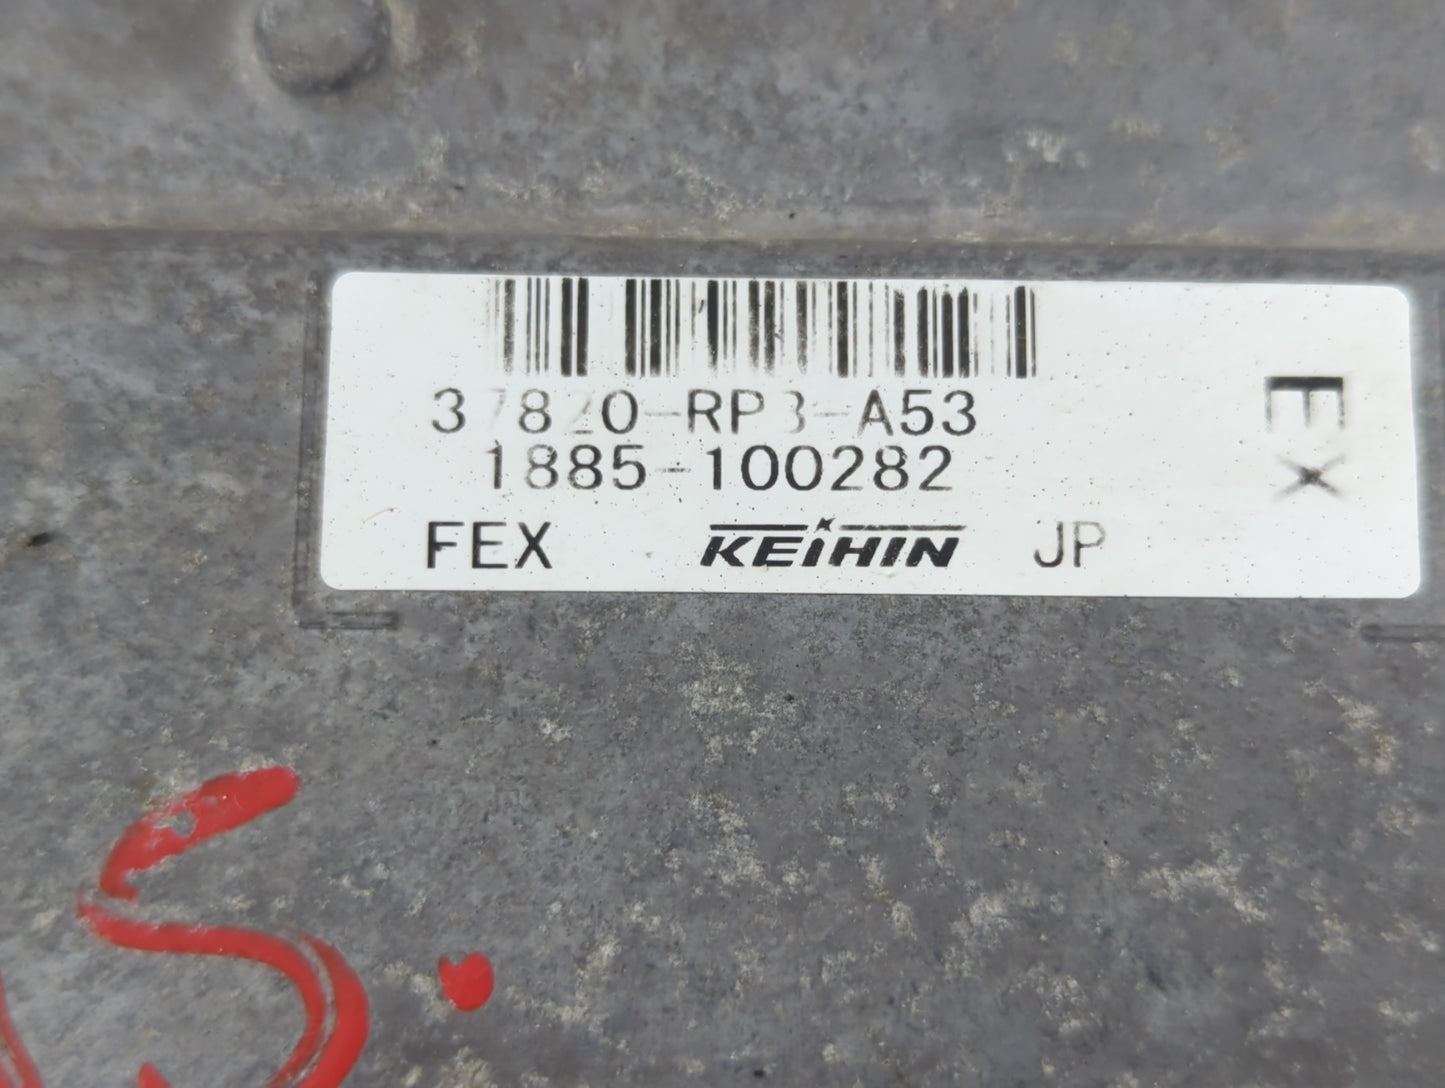 37820-RP3-A53
1885-100282
FEX KEIHIN JP
EX
S.